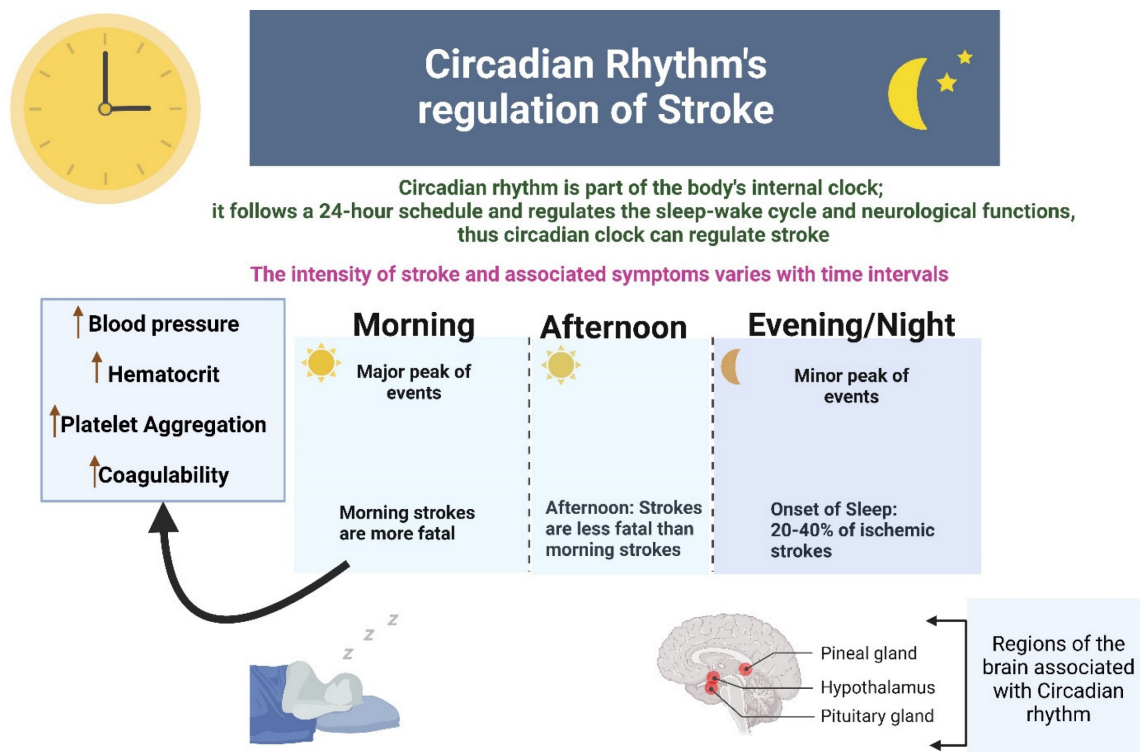 Circadian Rhythm's
regulation of Stroke
Circadian rhythm is part of the body's internal clock;
it follows a 24-hour schedule and regulates the sleep-wake cycle and neurological functions,
thus circadian clock can regulate stroke
The intensity of stroke and associated symptoms varies with time intervals
Blood pressure
Hematocrit
Platelet Aggregation
Coagulability
Morning
Major peak of
events
Morning strokes
are more fatal
Afternoon
Afternoon: Strokes
are less fatal than
morning strokes
Evening/Night
Minor peak of
events
Onset of Sleep:
20-40% of ischemic
strokes
z
z
z
Pineal gland
Hypothalamus
Pituitary gland
Regions of the
brain associated
with Circadian
rhythm